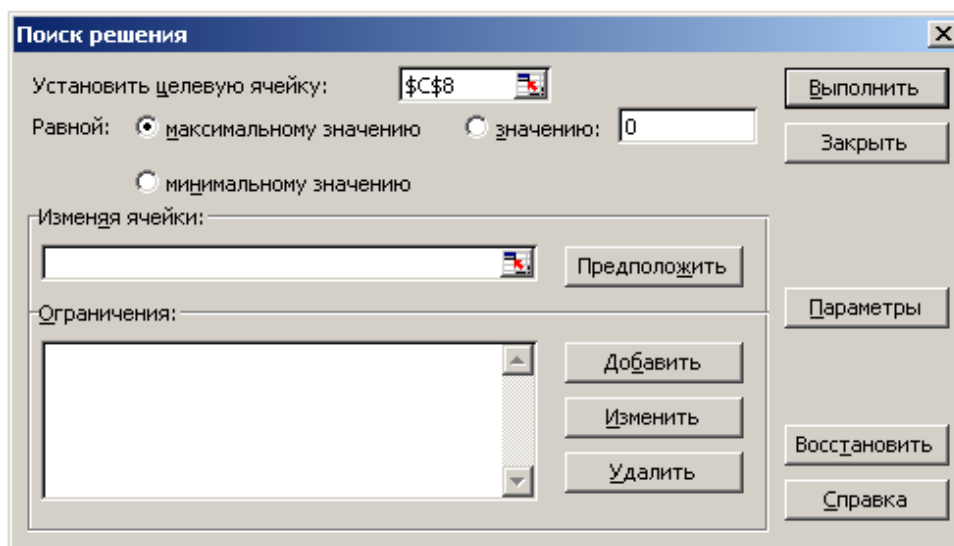 Поиск решения
Установить целевую ячейку: $C$8
Выполнить
Равной: максимальному значению значению: 0
Закрыть
минимальному значению
Изменяя ячейки:
Предположить
Параметры
Ограничения:
Добавить
Изменить
Восстановить
Удалить
Справка